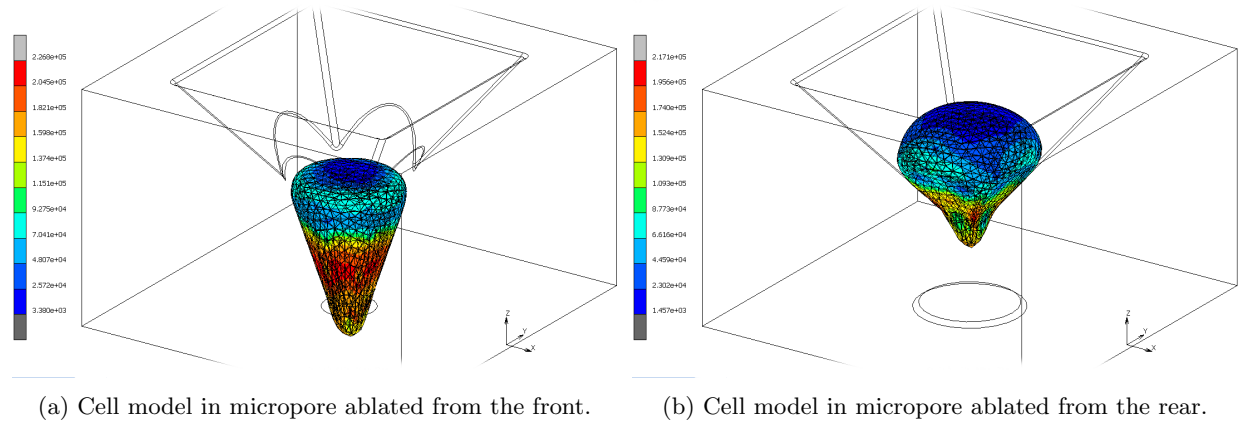 2.268e+05
2.045e+05
1.821e+05
1.598e+05
1.374e+05
1.151e+05
9.275e+04
7.041e+04
4.807e+04
2.572e+04
3.380e+03
Z
Y
X
2.171e+05
1.956e+05
1.740e+05
1.524e+05
1.309e+05
1.093e+05
8.773e+04
6.616e+04
4.459e+04
2.302e+04
1.457e+03
Z
Y
X
(a) Cell model in micropore ablated from the front.
(b) Cell model in micropore ablated from the rear.